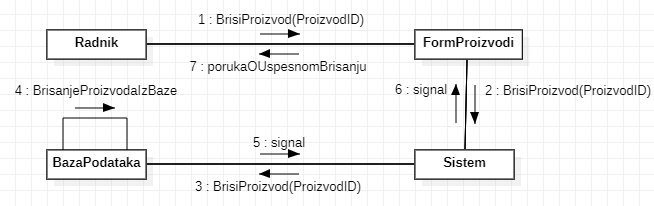 1 : BrisiProizvod(ProizvodID)
Radnik
FormProizvodi
7 : porukaOUspesnomBrisanju
4 : BrisanjeProizvodaIzBaze
6 : signal
2 : BrisiProizvod(ProizvodID)
5 : signal
BazaPodataka
Sistem
3 : BrisiProizvod(ProizvodID)